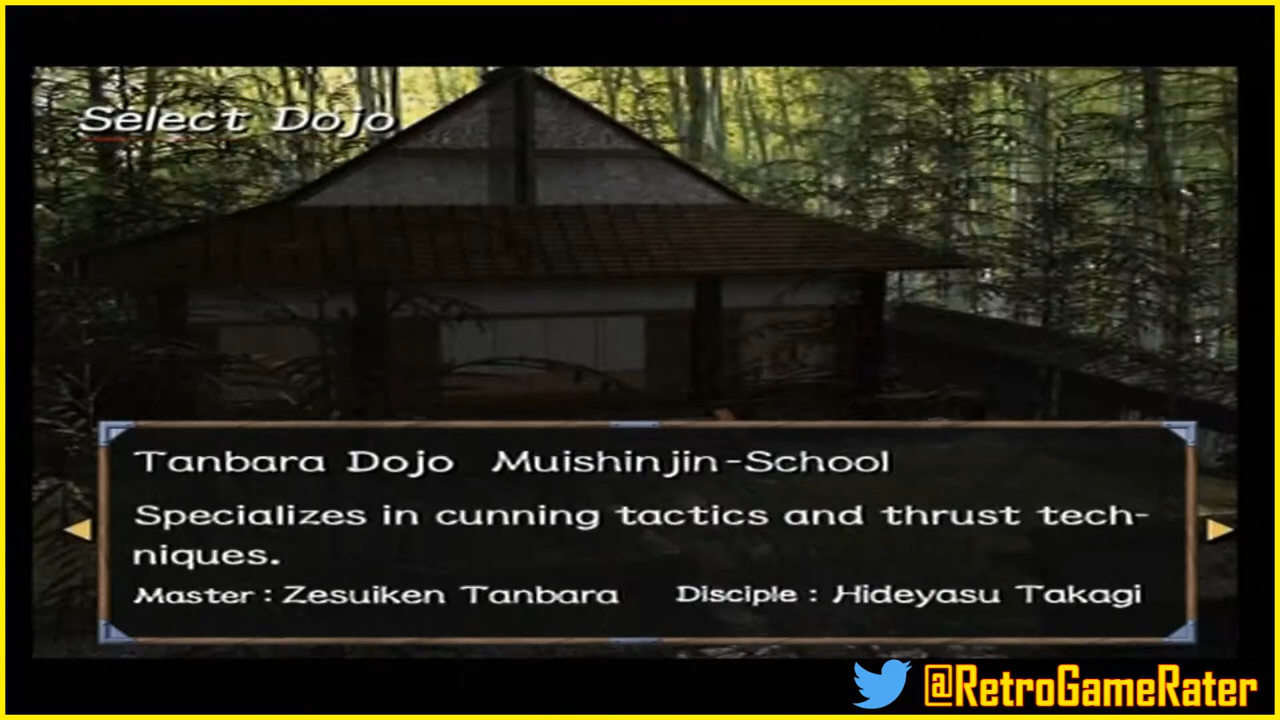 Select Dojo
Tanbara Dojo Muishinjin-School
Specializes in cunning tactics and thrust tech-
niques.
Master : Zesuiken Tanbara Disciple : Hideyasu Takagi
@RetroGameRater